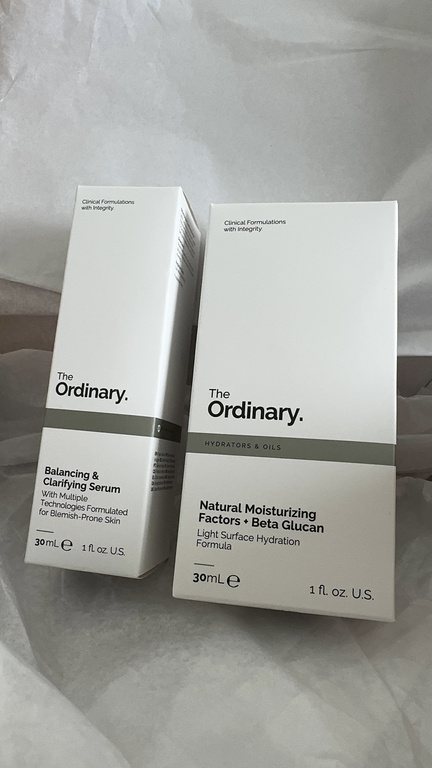 Clinical Formulations
with Integrity
The
Ordinary.
Balancing &
Clarifying Serum
With Multiple
Technologies Formulated
for Blemish-Prone Skin
30mL e 1 fl. oz. U.S.
Clinical Formulations
with Integrity
The
Ordinary.
HYDRATORS & OILS
Natural Moisturizing
Factors + Beta Glucan
Light Surface Hydration
Formula
30mL e 1 fl. oz. U.S.